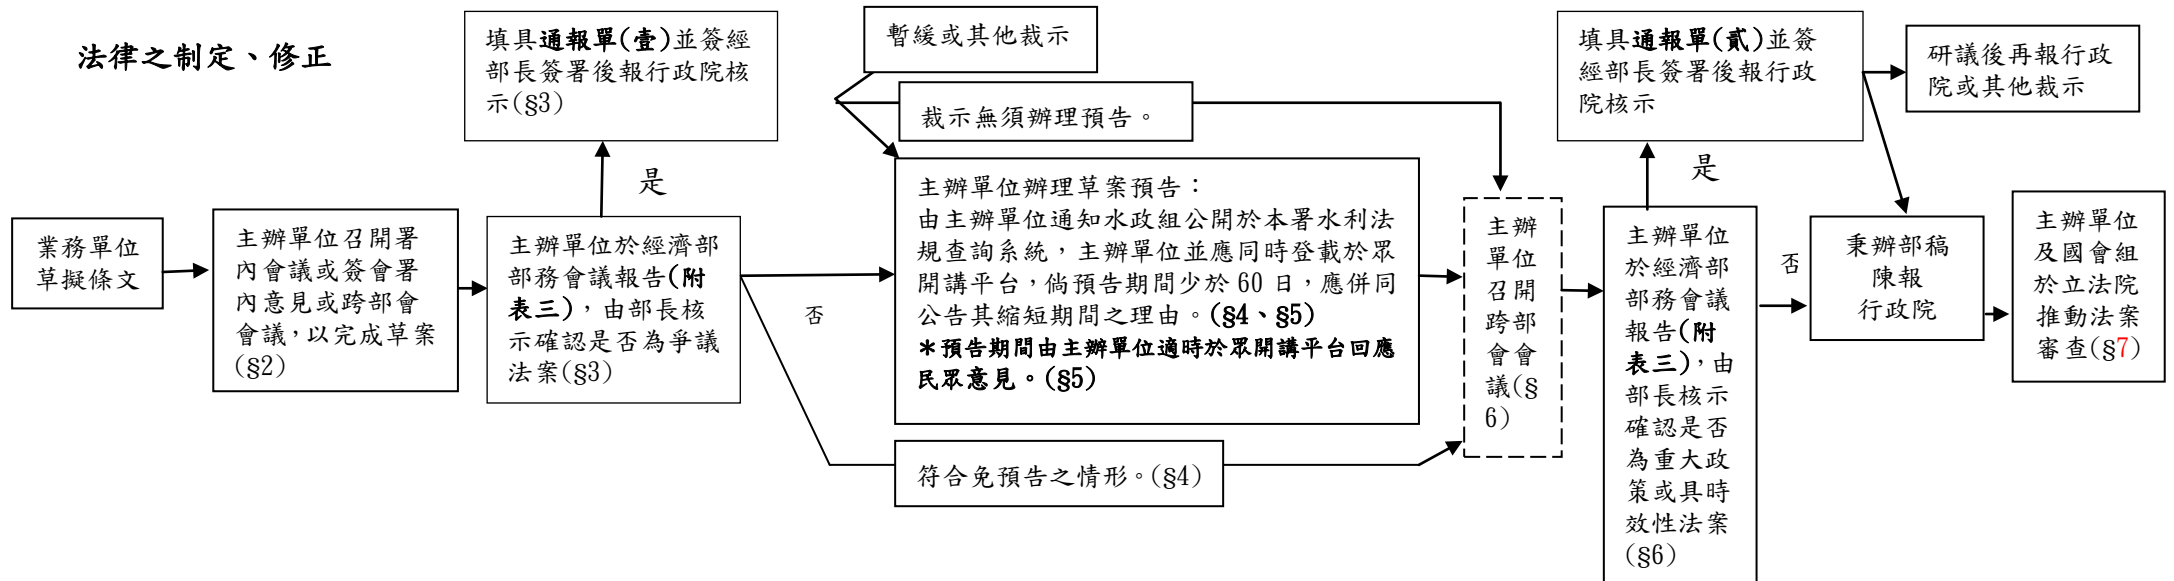 法律之制定、修正
業務單位
草擬條文
主辦單位召開署
內會議或簽會署
內意見或跨部會
會議,以完成草案
(§2)
填具通報單(壹)並簽經
部長簽署後報行政院核
示(§3)
是
主辦單位於經濟部
部務會議報告(附
表三),由部長核
示確認是否為爭議
法案(§3)
否
暫緩或其他裁示
裁示無須辦理預告。
主辦單位辦理草案預告:
由主辦單位通知水政組公開於本署水利法
規查詢系統,主辦單位並應同時登載於眾
開講平台,倘預告期間少於 60 日,應併同
公告其縮短期間之理由。(§4、§5)
＊預告期間由主辦單位適時於眾開講平台回應
民眾意見。(§5)
符合免預告之情形。(§4)
主辦
單位
召開
跨部
會會
議(§
6)
填具通報單(貳)並簽
經部長簽署後報行政
院核示
是
主辦單位
於經濟部
部務會議
報告(附
表三),由
部長核示
確認是否
為重大政
策或具時
效性法案
(§6)
否
研議後再報行政
院或其他裁示
秉辦部稿
陳報
行政院
主辦單位
及國會組
於立法院
推動法案
審查(§7)